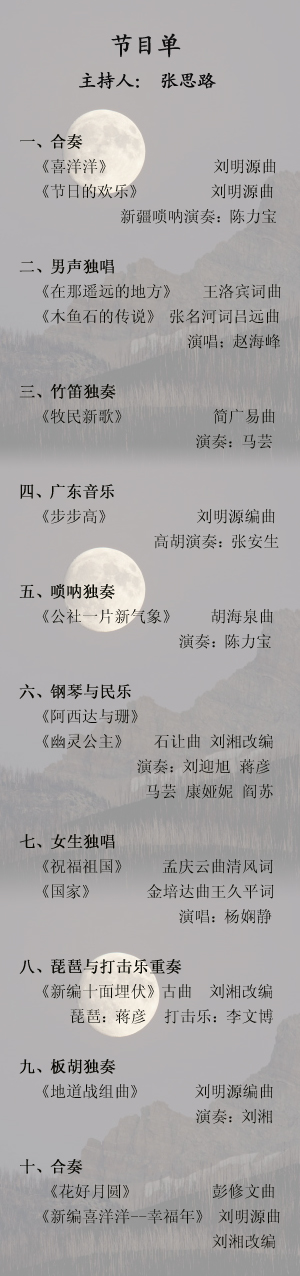 节目单
主持人： 张思路
一、合奏
《喜洋洋》 刘明源曲
《节日的欢乐》 刘明源曲
新疆唢呐演奏：陈力宝
二、男声独唱
《在那遥远的地方》 王洛宾词曲
《木鱼石的传说》 张名河词吕远曲
演唱：赵海峰
三、竹笛独奏
《牧民新歌》 简广易曲
演奏：马芸
四、广东音乐
《步步高》 刘明源编曲
高胡演奏：张安生
五、唢呐独奏
《公社一片新气象》 胡海泉曲
演奏：陈力宝
六、钢琴与民乐
《阿西达与珊》
《幽灵公主》 石让曲 刘湘改编
演奏：刘迎旭 蒋彦
马芸 康娅妮 阎苏
七、女生独唱
《祝福祖国》 孟庆云曲清风词
《国家》 金培达曲王久平词
演唱：杨娴静
八、琵琶与打击乐重奏
《新编十面埋伏》古曲 刘湘改编
琵琶：蒋彦 打击乐：李文博
九、板胡独奏
《地道战组曲》 刘明源编曲
演奏：刘湘
十、合奏
《花好月圆》 彭修文曲
《新编喜洋洋--幸福年》 刘明源曲
刘湘改编